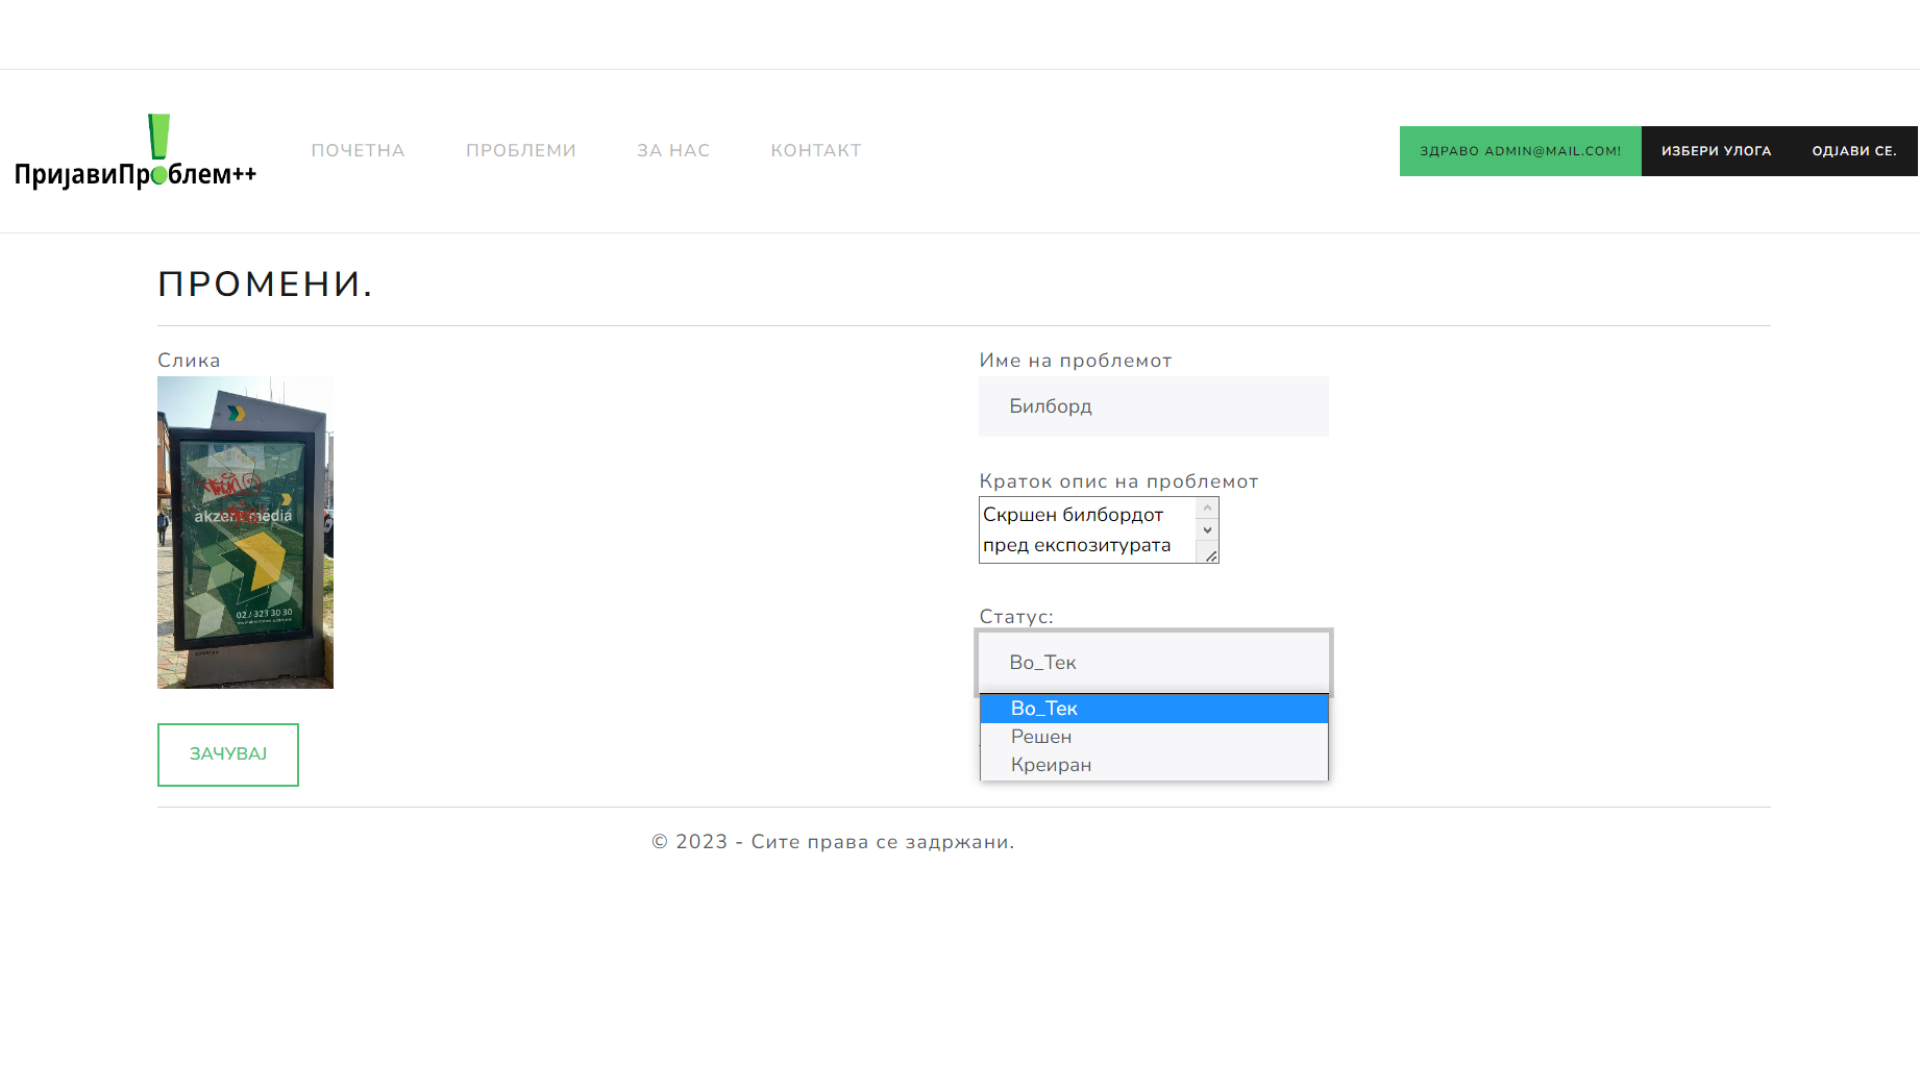 ПријавиПроблем++
ПОЧЕТНА
ПРОБЛЕМИ
ЗА НАС
КОНТАКТ
ЗДРАВО ADMIN@MAIL.COM!
ИЗБЕРИ УЛОГА
ОДЈАВИ СЕ.
ПРОМЕНИ.
Слика
02 / 323 30 30
ЗАЧУВАЈ
Име на проблемот
Билборд
Краток опис на проблемот
Скршен билбордот
пред експозитурата
Статус:
Во_Тек
Во_Тек
Решен
Креиран
© 2023 - Сите права се задржани.